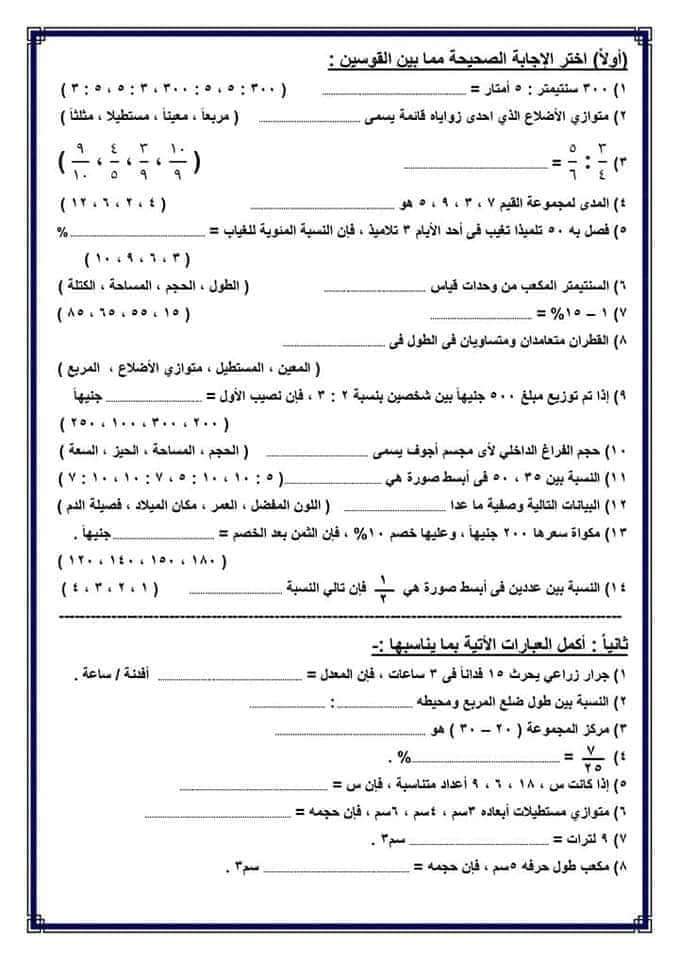 (أولاً) اختر الإجابة الصحيحة مما بين القوسين :
١) ٣٠٠ سنتيمتر : ٥ أمتار = .................... ( ٣٠٠ : ٥ ، ٥ : ٣٠٠ ، ٣ : ٥ ، ٥ : ٣ )
٢) متوازي الأضلاع الذي احدى زواياه قائمة يسمى .................... ( مربعاً ، معيناً ، مستطيلا ، مثلثاً )
٣) ٣/٤ : ٥/٦ = .................... ( ١٠/٩ ، ٣/٩ ، ٤/٥ ، ٩/١٠ )
٤) المدى لمجموعة القيم ٧ ، ٣ ، ٩ ، ٥ هو .................... ( ٤ ، ٢ ، ٦ ، ١٢ )
٥) فصل به ٥٠ تلميذا تغيب فى أحد الأيام ٣ تلاميذ ، فإن النسبة المئوية للغياب = .................... %
( ٣ ، ٦ ، ٩ ، ١٠ )
٦) السنتيمتر المكعب من وحدات قياس .................... ( الطول ، الحجم ، المساحة ، الكتلة )
٧) ١ – ١٥% = .................... ( ١٥ ، ٥٥ ، ٦٥ ، ٨٥ )
٨) القطران متعامدان ومتساويان فى الطول فى ....................
( المعين ، المستطيل ، متوازي الأضلاع ، المربع )
٩) إذا تم توزيع مبلغ ٥٠٠ جنيهاً بين شخصين بنسبة ٢ : ٣ ، فإن نصيب الأول = .................... جنيهاً
( ٢٠٠ ، ٣٠٠ ، ١٠٠ ، ٢٥٠ )
١٠) حجم الفراغ الداخلي لأى مجسم أجوف يسمى .................... ( الحجم ، المساحة ، الحيز ، السعة )
١١) النسبة بين ٣٥ ، ٥٠ فى أبسط صورة هي .................... ( ٥ : ١٠ ، ١٠ : ٥ ، ٧ : ١٠ ، ١٠ : ٧ )
١٢) البيانات التالية وصفية ما عدا .................... ( اللون المفضل ، العمر ، مكان الميلاد ، فصيلة الدم )
١٣) مكواة سعرها ٢٠٠ جنيهاً ، وعليها خصم ١٠% ، فإن الثمن بعد الخصم = .................... جنيهاً .
( ١٨٠ ، ١٥٠ ، ١٤٠ ، ١٢٠ )
١٤) النسبة بين عددين فى أبسط صورة هي ١/٢ فإن تالي النسبة .................... ( ١ ، ٢ ، ٣ ، ٤ )
ثانياً : أكمل العبارات الأتية بما يناسبها :-
١) جرار زراعي يحرث ١٥ فداناً فى ٣ ساعات ، فإن المعدل = .................... أفدنة / ساعة .
٢) النسبة بين طول ضلع المربع ومحيطه .................... : ....................
٣) مركز المجموعة ( ٢٠ – ٣٠ ) هو ....................
٤) ٧/٢٥ = .................... % .
٥) إذا كانت س ، ١٨ ، ٦ ، ٩ أعداد متناسبة ، فإن س = ....................
٦) متوازي مستطيلات أبعاده ٣سم ، ٤سم ، ٦سم ، فإن حجمه = ....................
٧) ٩ لترات = .................... سم٣ .
٨) مكعب طول حرفه ٥سم ، فإن حجمه = .................... سم٣ .